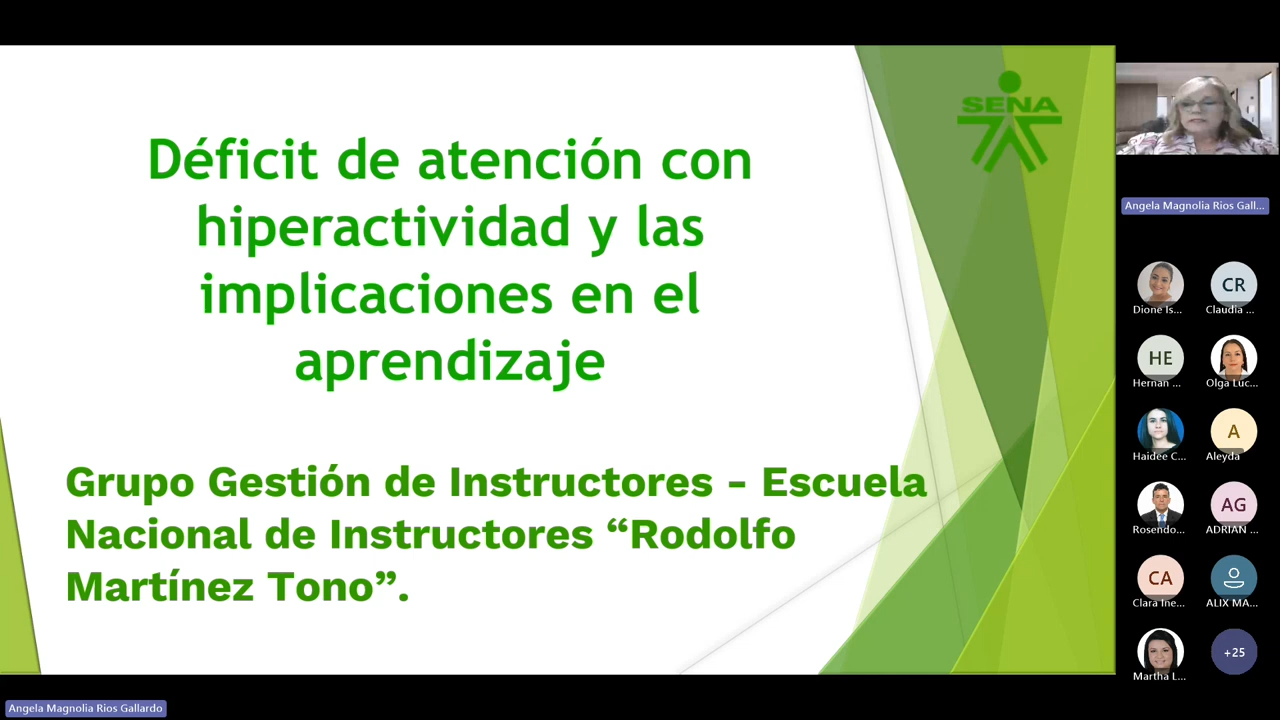 SENA
Déficit de atención con
hiperactividad y las
implicaciones en el
aprendizaje
Grupo Gestión de Instructores - Escuela
Nacional de Instructores “Rodolfo
Martínez Tono”.
Angela Magnolia Rios Gall...
Dione Is...
CR
Claudia ...
HE
Hernan ...
Olga Luc...
Haidee C...
A
Aleyda
Rosendo...
AG
ADRIAN ...
CA
Clara Ine...
ALIX MA...
Martha L...
+25
Angela Magnolia Rios Gallardo